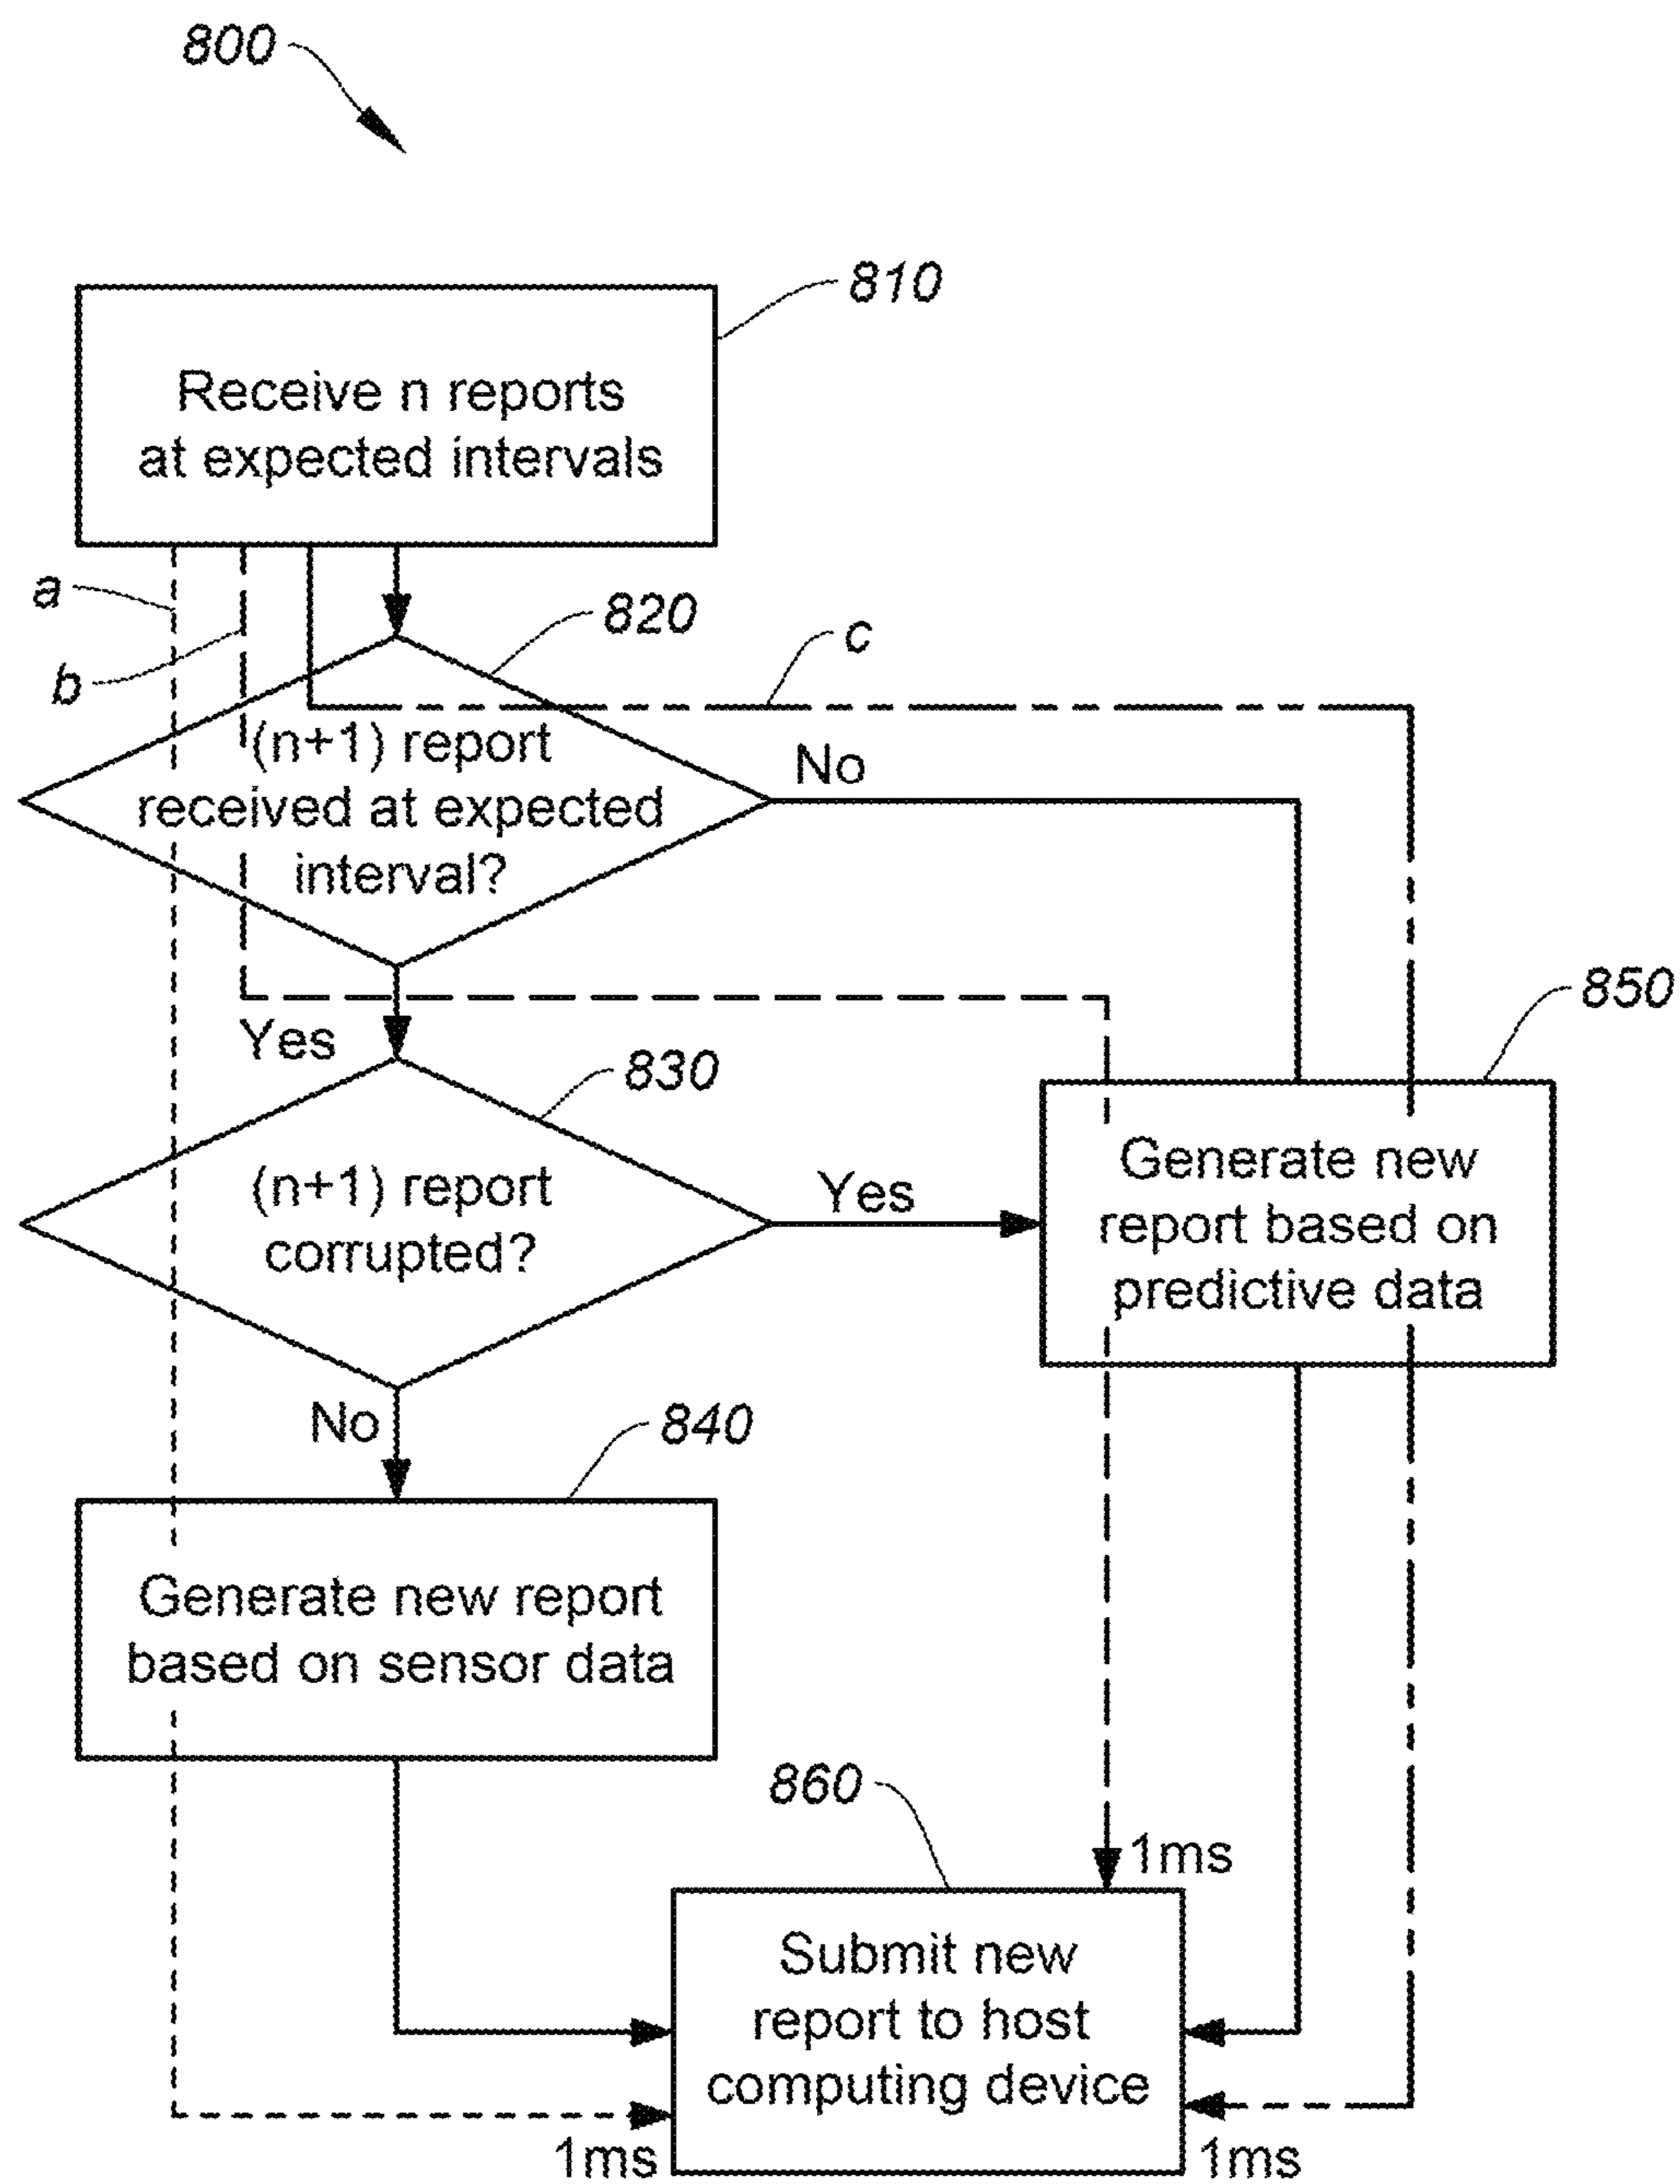 800
810
Receive n reports
at expected intervals
a
820
c
b
(n+1) report
No
received at expected
interval?
850
Yes
830
(n+1) report
corrupted?
Yes
Generate new
report based on
predictive data
No
840
Generate new report
based on sensor data
860
1ms
Submit new
report to host
computing device
1ms
1ms